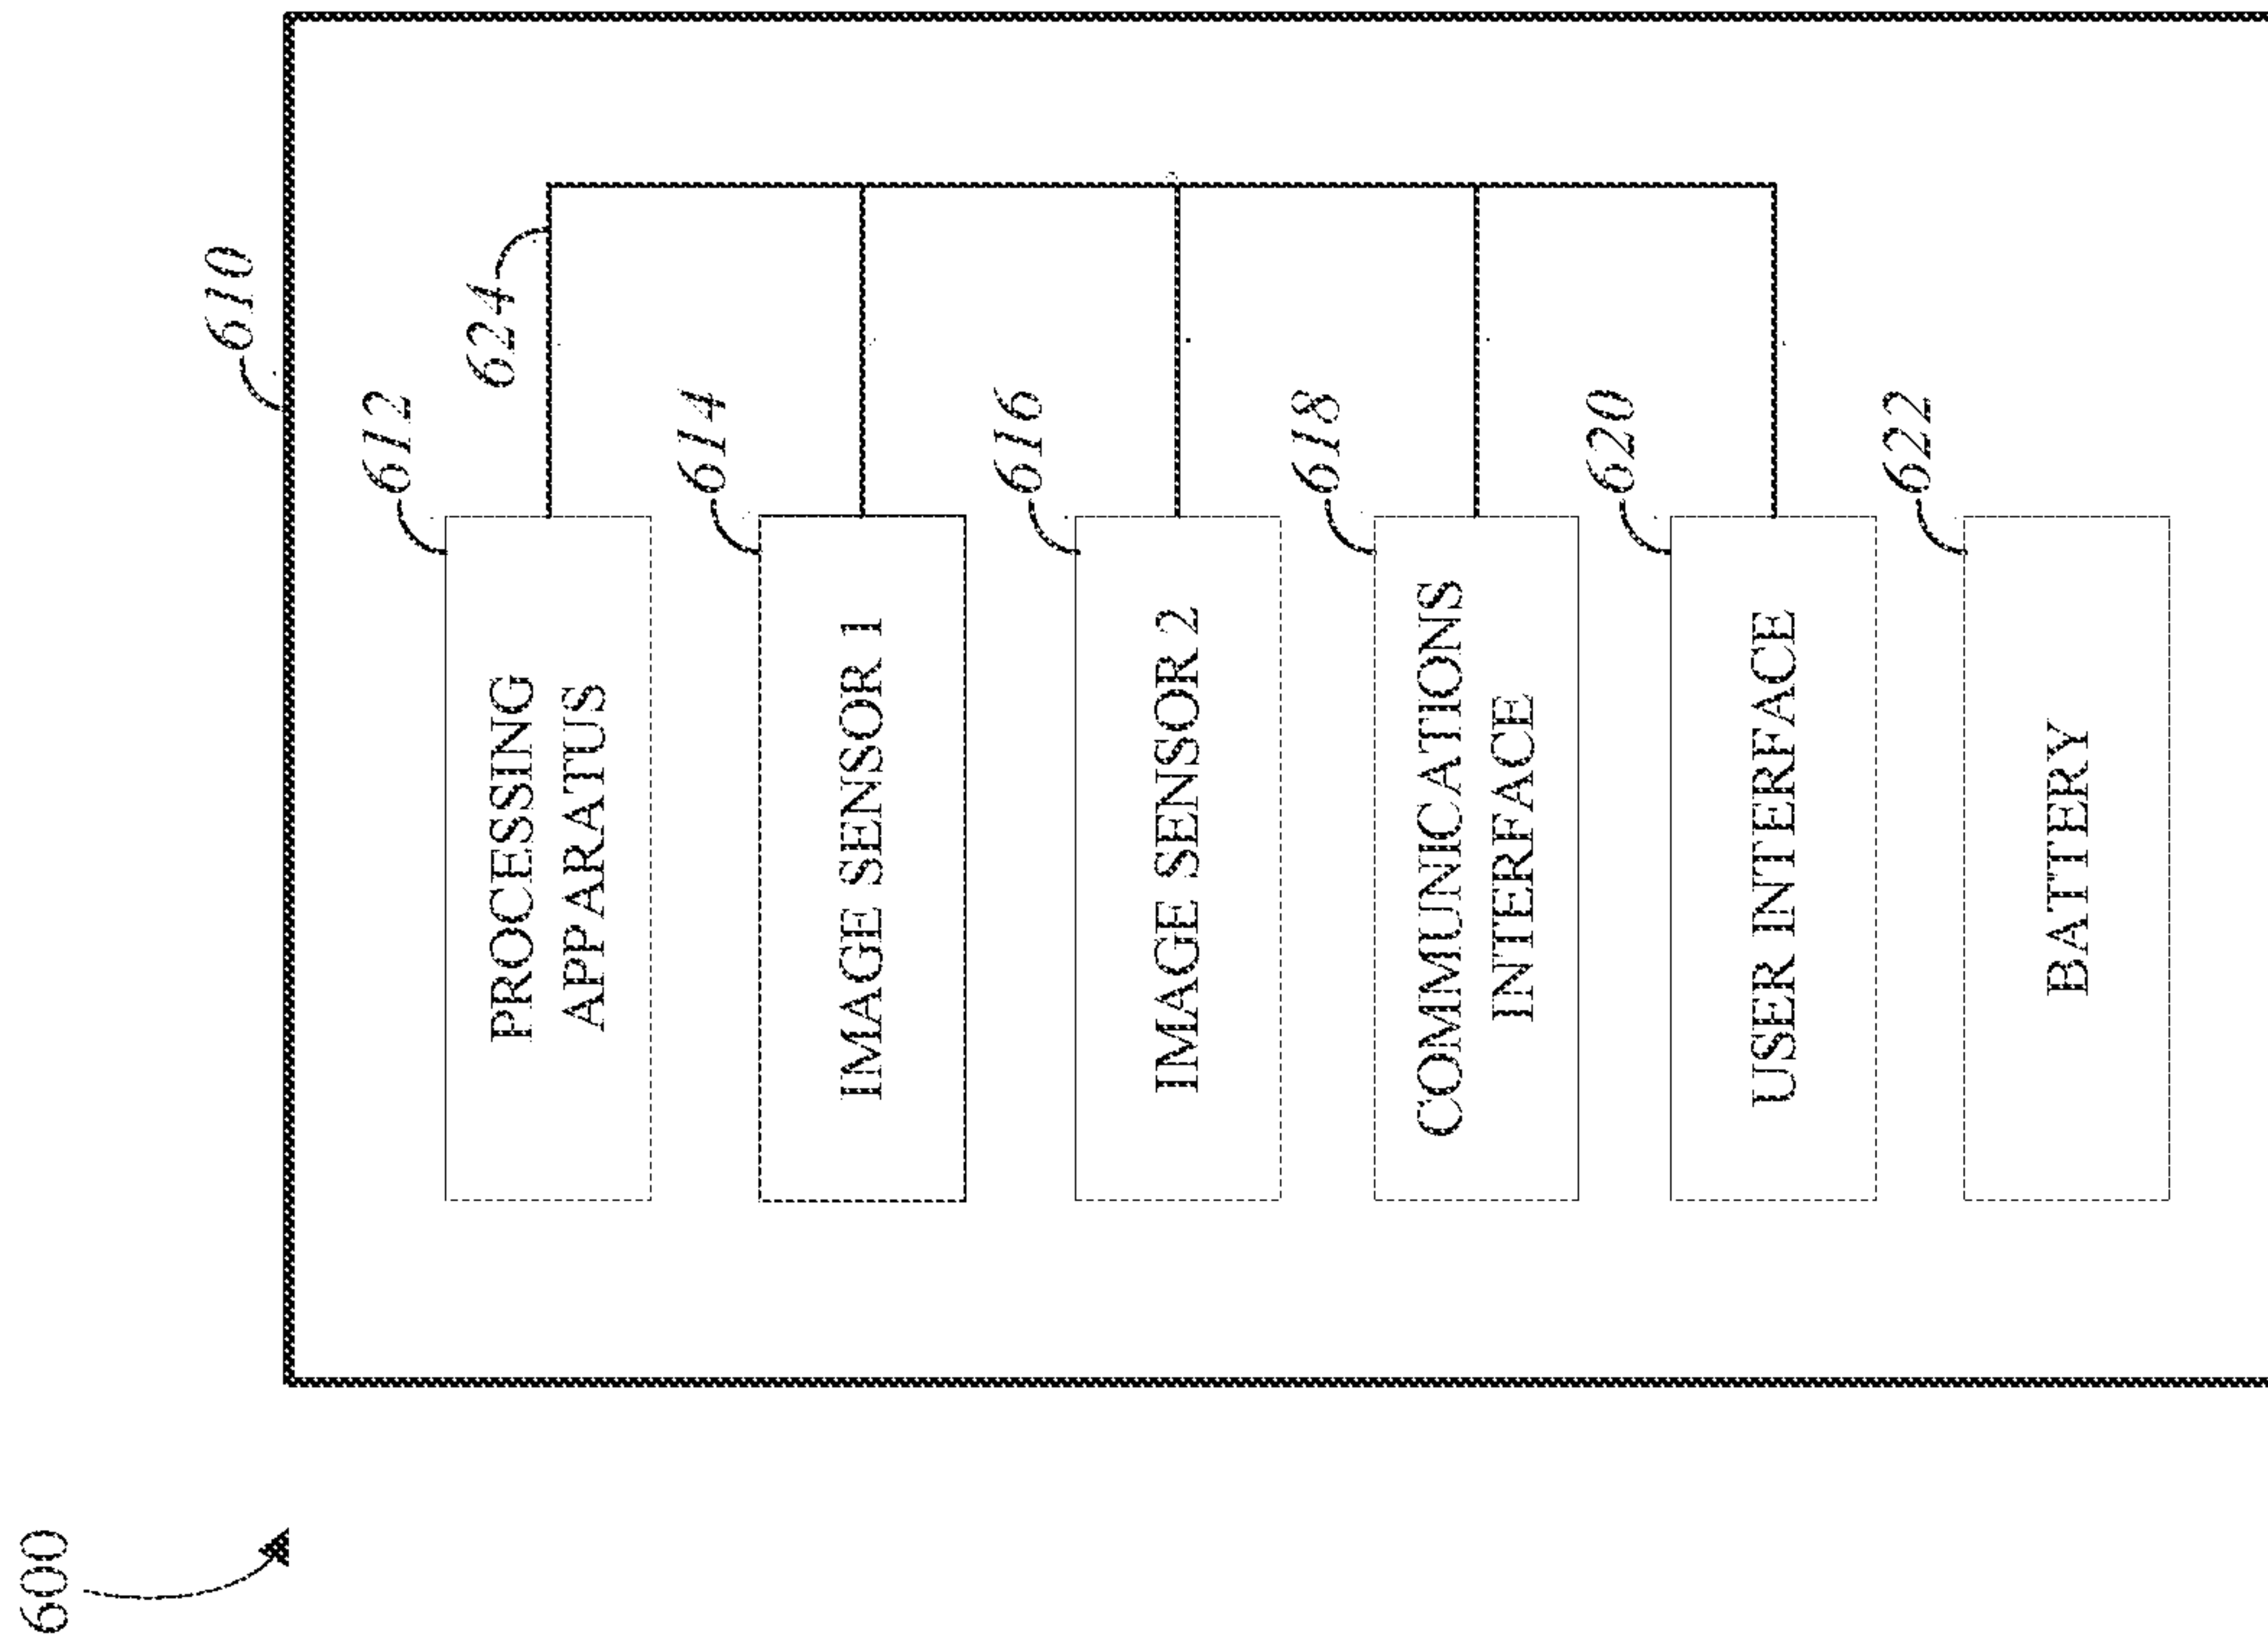 600
610
624
612
PROCESSING
APPARATUS
614
IMAGE SENSOR 1
616
IMAGE SENSOR 2
618
COMMUNICATIONS
INTERFACE
620
USER INTERFACE
622
BATTERY